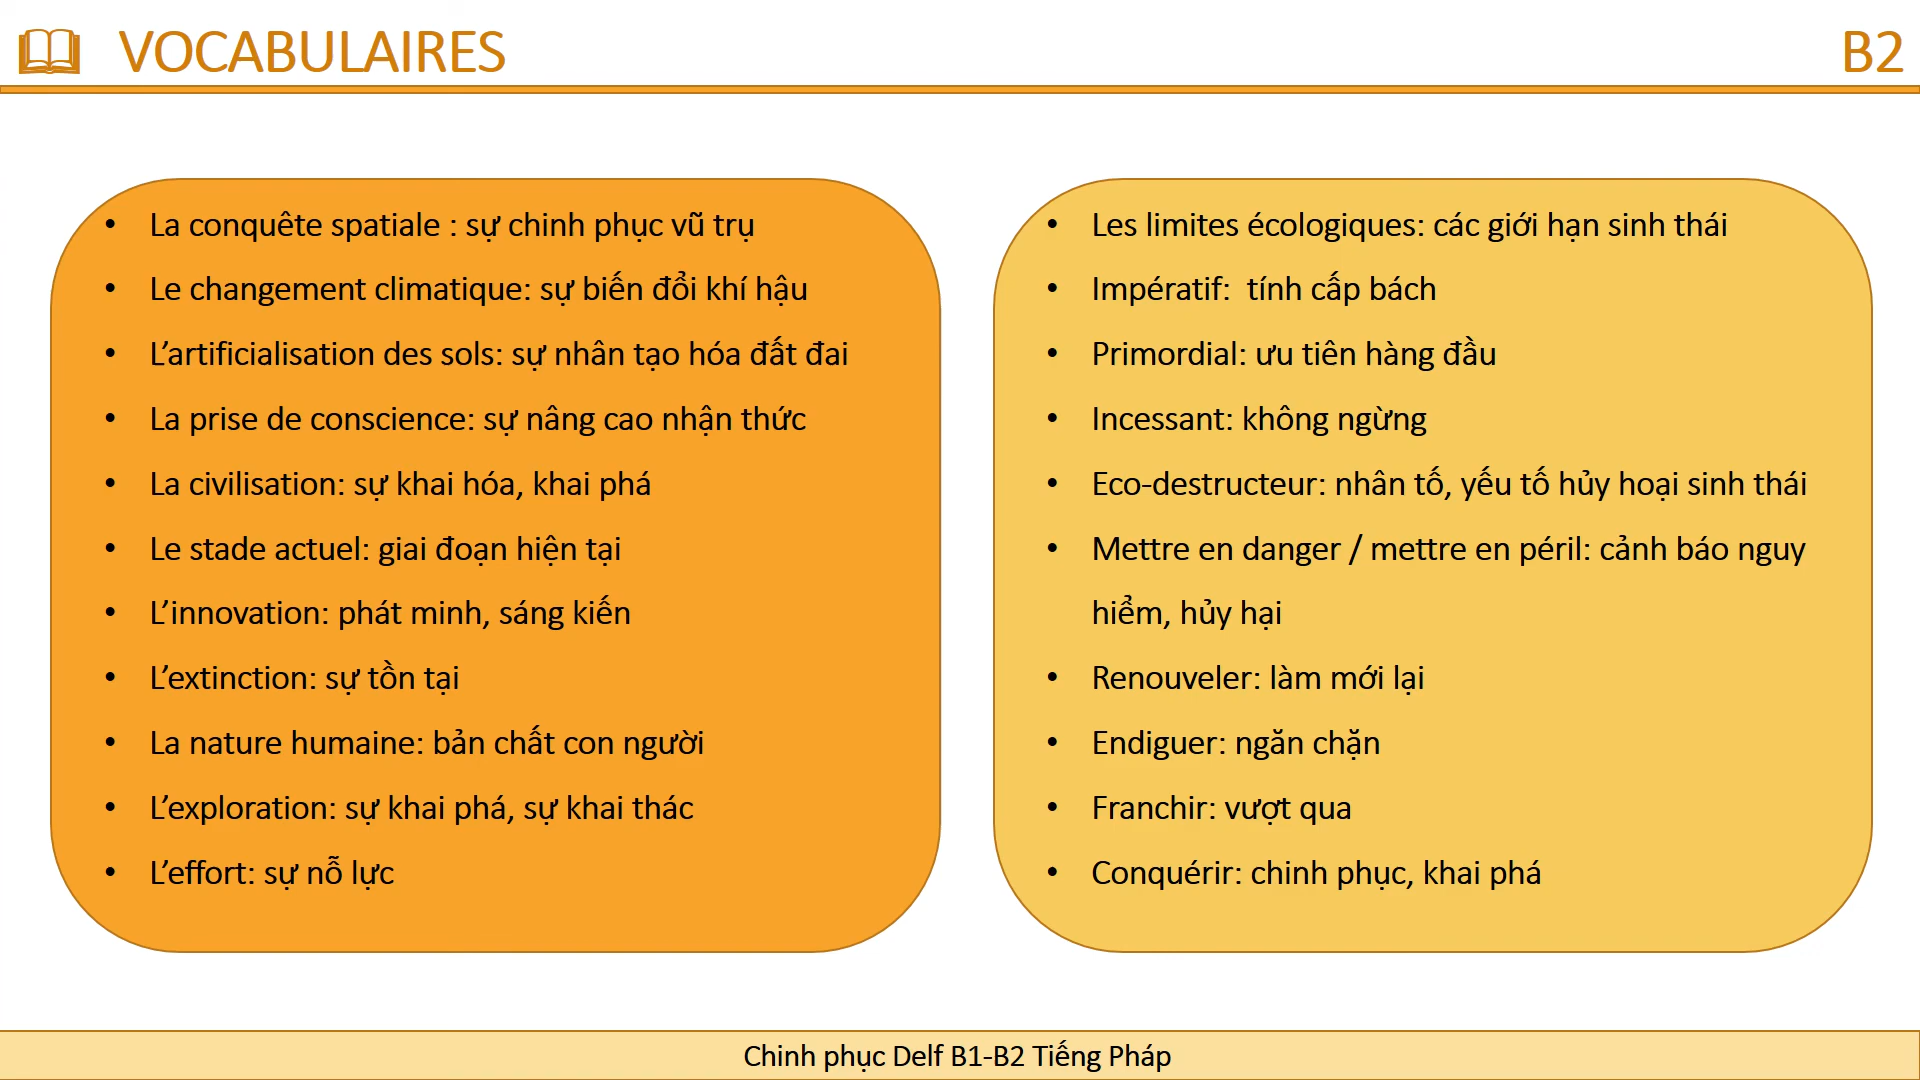 VOCABULAIRES
B2
• La conquête spatiale : sự chinh phục vũ trụ
• Le changement climatique: sự biến đổi khí hậu
• L’artificialisation des sols: sự nhân tạo hóa đất đai
• La prise de conscience: sự nâng cao nhận thức
• La civilisation: sự khai hóa, khai phá
• Le stade actuel: giai đoạn hiện tại
• L’innovation: phát minh, sáng kiến
• L’extinction: sự tồn tại
• La nature humaine: bản chất con người
• L’exploration: sự khai phá, sự khai thác
• L’effort: sự nỗ lực
• Les limites écologiques: các giới hạn sinh thái
• Impératif:  tính cấp bách
• Primordial: ưu tiên hàng đầu
• Incessant: không ngừng
• Eco-destructeur: nhân tố, yếu tố hủy hoại sinh thái
• Mettre en danger / mettre en péril: cảnh báo nguy
hiểm, hủy hại
• Renouveler: làm mới lại
• Endiguer: ngăn chặn
• Franchir: vượt qua
• Conquérir: chinh phục, khai phá
Chinh phục Delf B1-B2 Tiếng Pháp